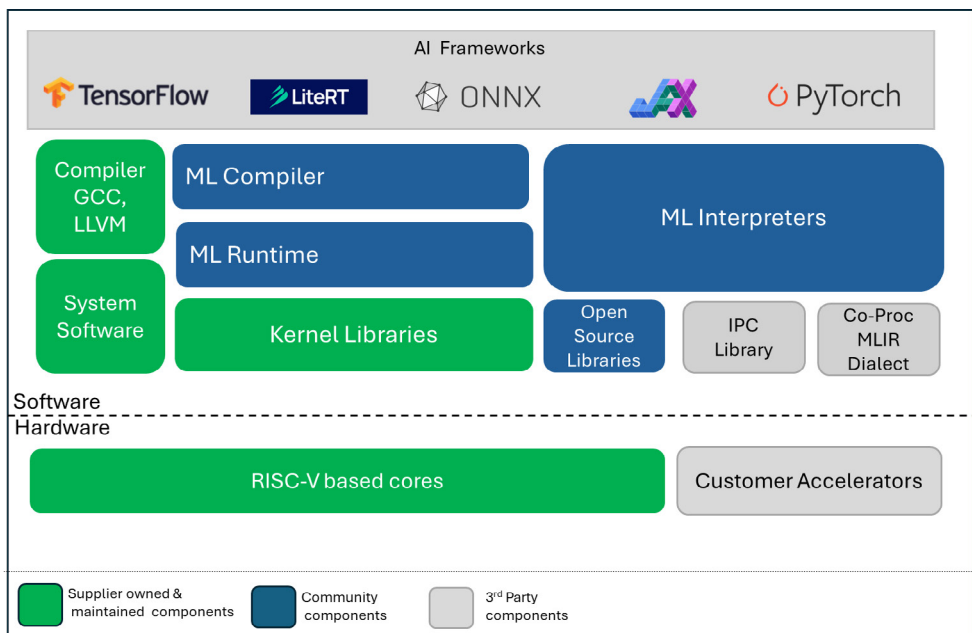 AI Frameworks
TensorFlow
LiteRT
ONNX
JAX
PyTorch
Compiler
GCC,
LLVM
ML Compiler
ML Interpreters
ML Runtime
System
Software
Kernel Libraries
Open
Source
Libraries
IPC
Library
Co-Proc
MLIR
Dialect
Software
Hardware
RISC-V based cores
Customer Accelerators
Supplier owned &
maintained components
Community
components
3rd Party
components